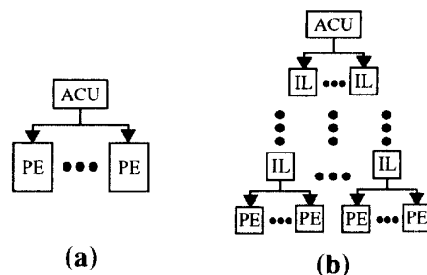 ACU
ACU
IL ••• IL
PE ••• PE
IL ••• IL
PE ••• PE PE ••• PE
(a) (b)